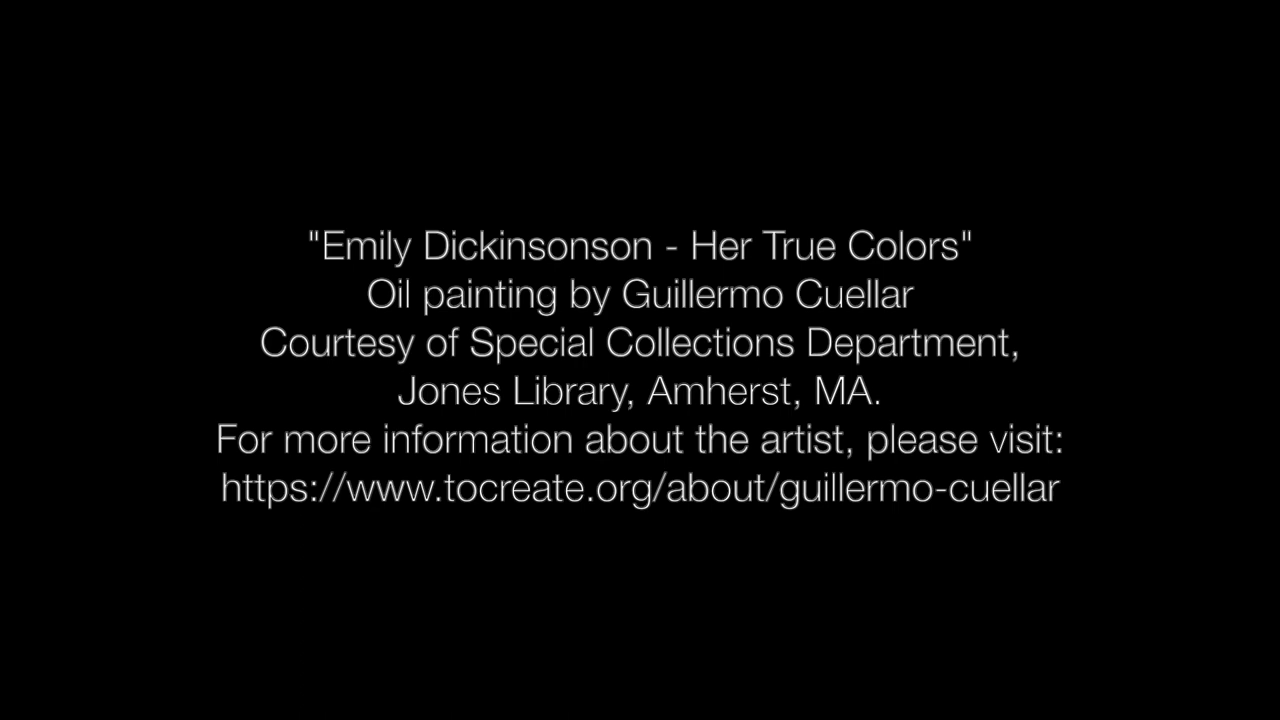 "Emily Dickinsonson - Her True Colors"
Oil painting by Guillermo Cuellar
Courtesy of Special Collections Department,
Jones Library, Amherst, MA.
For more information about the artist, please visit:
https://www.tocreate.org/about/guillermo-cuellar